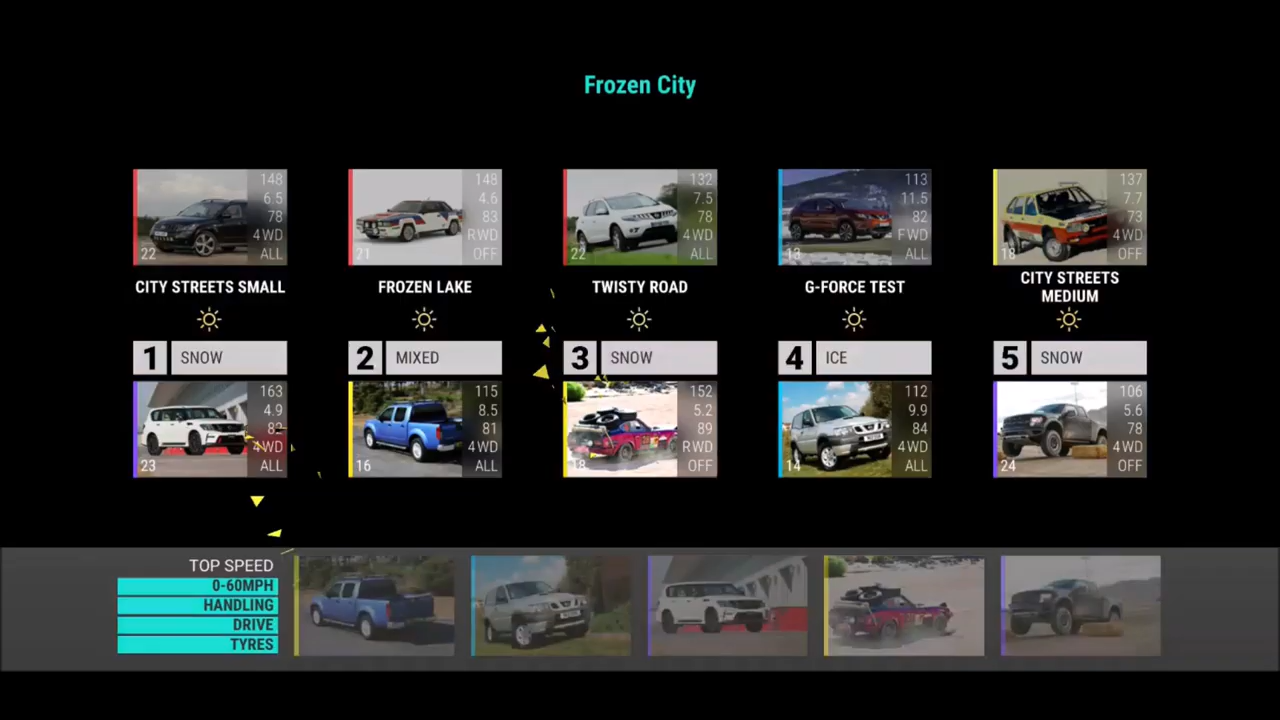 Frozen City
148
6.5
78
4WD
ALL
22
148
4.6
83
RWD
OFF
21
132
7.5
78
4WD
ALL
22
113
11.5
82
FWD
ALL
13
137
7.7
73
4WD
OFF
18
CITY STREETS SMALL
FROZEN LAKE
TWISTY ROAD
G-FORCE TEST
CITY STREETS
MEDIUM
1 SNOW
2 MIXED
3 SNOW
4 ICE
5 SNOW
163
4.9
82
4WD
ALL
23
115
8.5
81
4WD
ALL
16
152
5.2
89
RWD
OFF
18
112
9.9
84
4WD
ALL
14
106
5.6
78
4WD
OFF
24
TOP SPEED
0-60MPH
HANDLING
DRIVE
TYRES